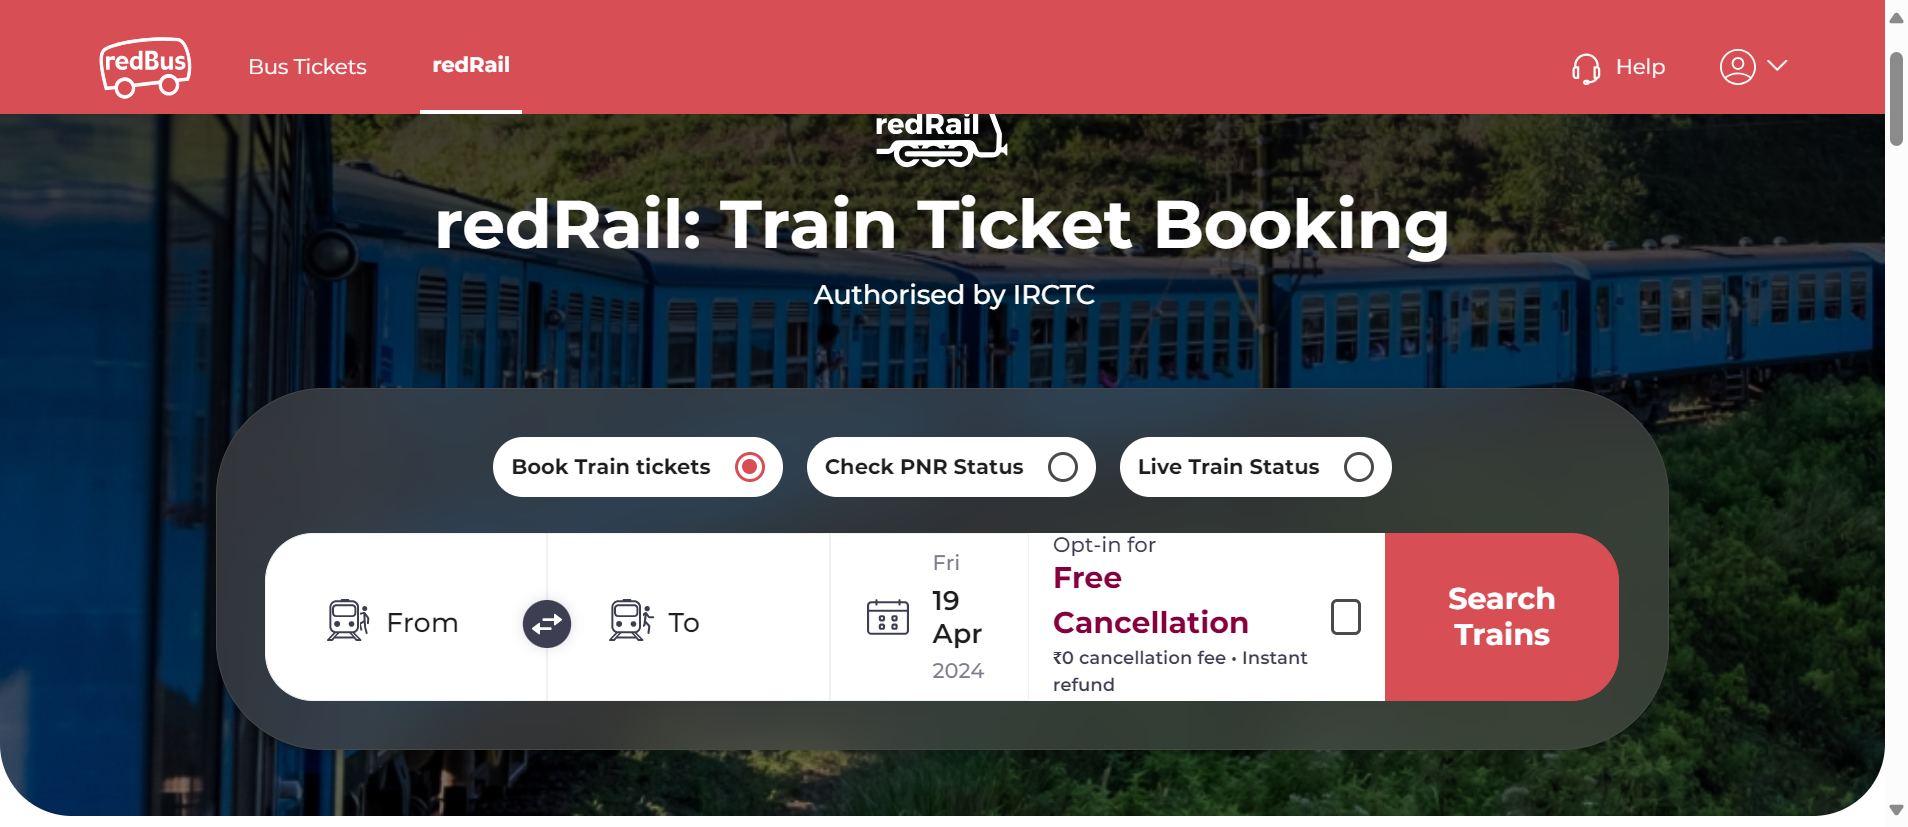 redBus
Bus Tickets
redRail
Help
redRail
redRail: Train Ticket Booking
Authorised by IRCTC
Book Train tickets
Check PNR Status
Live Train Status
From
To
Fri
19
Apr
2024
Opt-in for
Free
Cancellation
₹0 cancellation fee • Instant
refund
Search
Trains